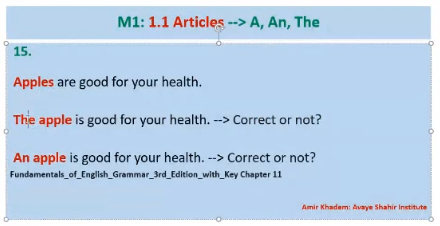 M1: 1.1 Articles --> A, An, The
15.
Apples are good for your health.
The apple is good for your health. --> Correct or not?
An apple is good for your health. --> Correct or not?
Fundamentals_of_English_Grammar_3rd_Edition_with_Key Chapter 11
Amir Khadem: Avaye Shahir Institute